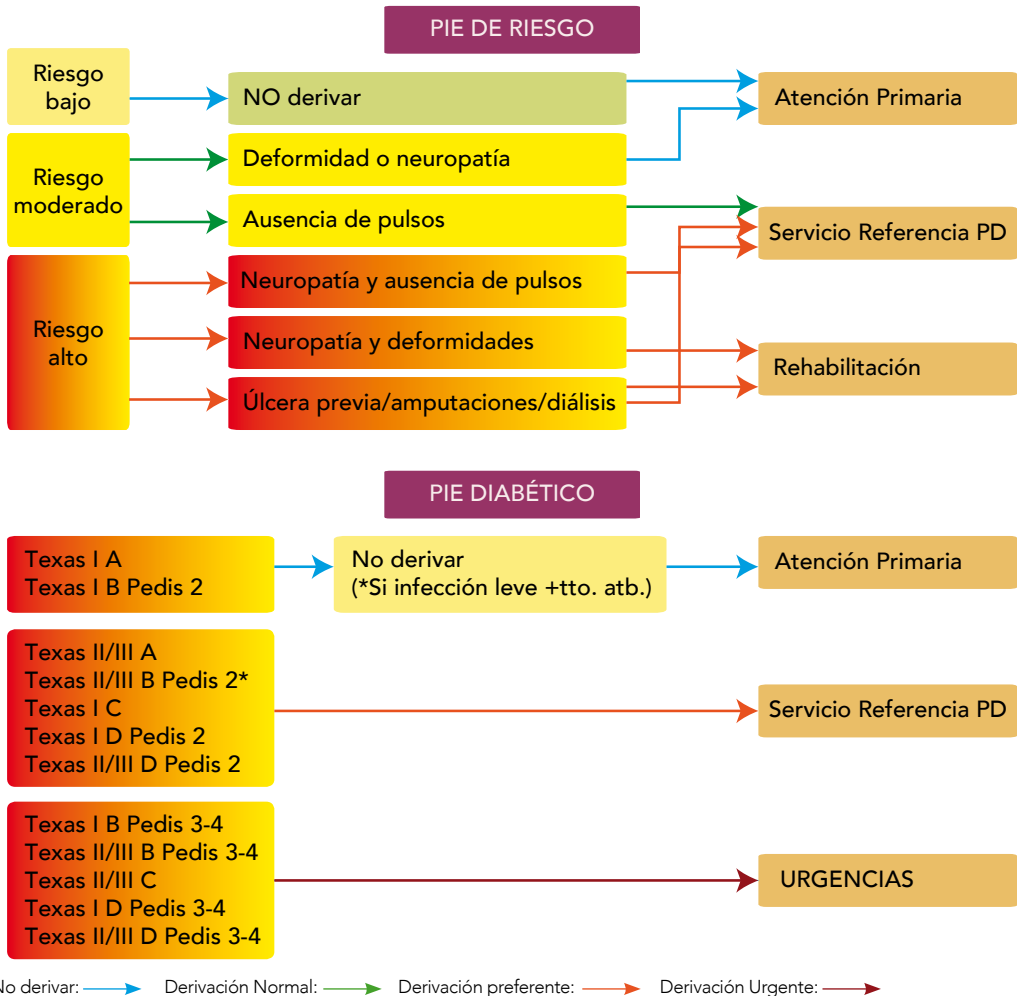 PIE DE RIESGO
Riesgo
bajo
NO derivar
Atención Primaria
Riesgo
moderado
Deformidad o neuropatía
Ausencia de pulsos
Servicio Referencia PD
Riesgo
alto
Neuropatía y ausencia de pulsos
Neuropatía y deformidades
Rehabilitación
Úlcera previa/amputaciones/diálisis
PIE DIABÉTICO
Texas I A
Texas I B Pedis 2
No derivar
(*Si infección leve +tto. atb.)
Atención Primaria
Texas II/III A
Texas II/III B Pedis 2*
Texas I C
Texas I D Pedis 2
Texas II/III D Pedis 2
Servicio Referencia PD
Texas I B Pedis 3-4
Texas II/III B Pedis 3-4
Texas II/III C
Texas I D Pedis 3-4
Texas II/III D Pedis 3-4
URGENCIAS
No derivar: Derivación Normal: Derivación preferente: Derivación Urgente: